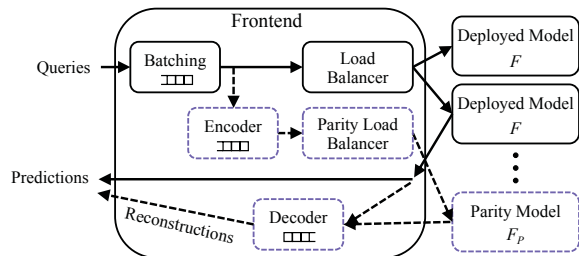 Frontend
Queries
Batching
Load
Balancer
Deployed Model
F
Deployed Model
F
Encoder
Parity Load
Balancer
Predictions
Reconstructions
Decoder
Parity Model
F_P